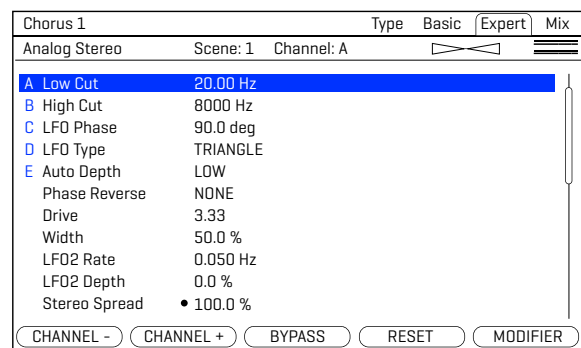 Chorus 1 Type Basic Expert Mix
Analog Stereo Scene: 1 Channel: A
A Low Cut 20.00 Hz
B High Cut 8000 Hz
C LFO Phase 90.0 deg
D LFO Type TRIANGLE
E Auto Depth LOW
Phase Reverse NONE
Drive 3.33
Width 50.0 %
LFO2 Rate 0.050 Hz
LFO2 Depth 0.0 %
Stereo Spread • 100.0 %
CHANNEL - CHANNEL + BYPASS RESET MODIFIER